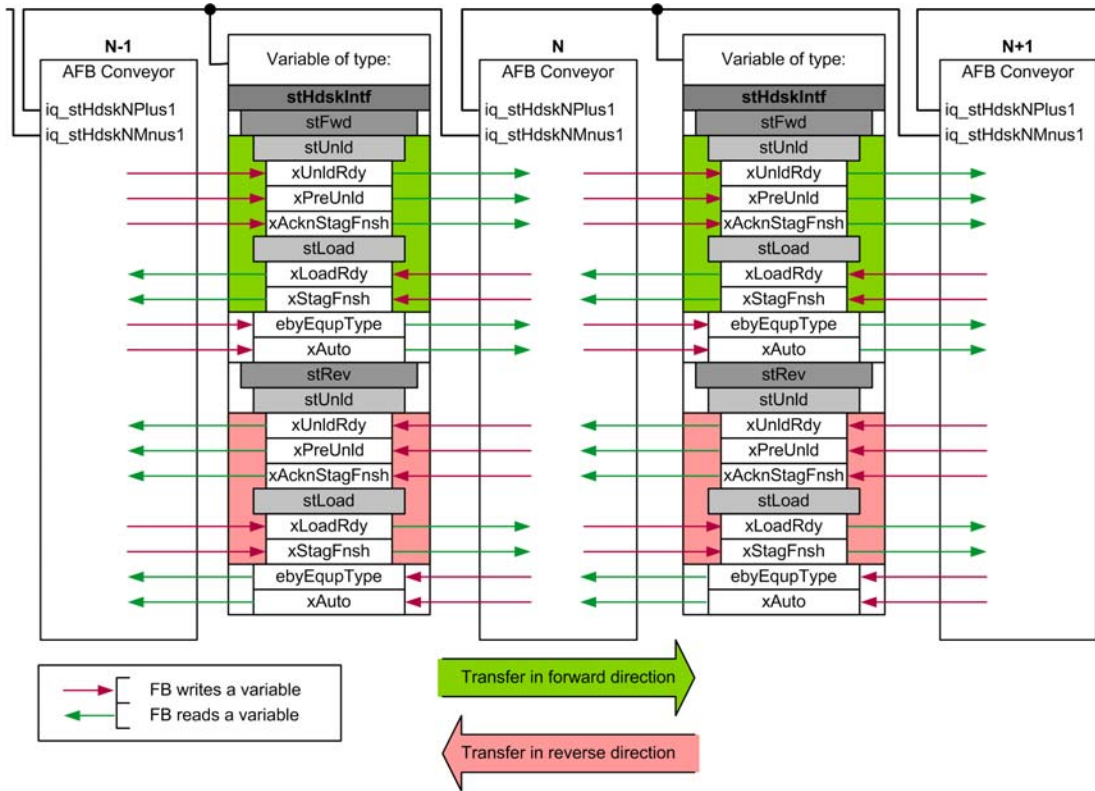 N-1
AFB Conveyor
iq_stHdskNPlus1
iq_stHdskNMnus1
Variable of type:
stHdskIntf
stFwd
stUnld
xUnldRdy
xPreUnld
xAcknStagFnsh
stLoad
xLoadRdy
xStagFnsh
ebyEqupType
xAuto
stRev
stUnld
xUnldRdy
xPreUnld
xAcknStagFnsh
stLoad
xLoadRdy
xStagFnsh
ebyEqupType
xAuto
N
AFB Conveyor
iq_stHdskNPlus1
iq_stHdskNMnus1
Variable of type:
stHdskIntf
stFwd
stUnld
xUnldRdy
xPreUnld
xAcknStagFnsh
stLoad
xLoadRdy
xStagFnsh
ebyEqupType
xAuto
stRev
stUnld
xUnldRdy
xPreUnld
xAcknStagFnsh
stLoad
xLoadRdy
xStagFnsh
ebyEqupType
xAuto
N+1
AFB Conveyor
iq_stHdskNPlus1
iq_stHdskNMnus1
FB writes a variable
FB reads a variable
Transfer in forward direction
Transfer in reverse direction